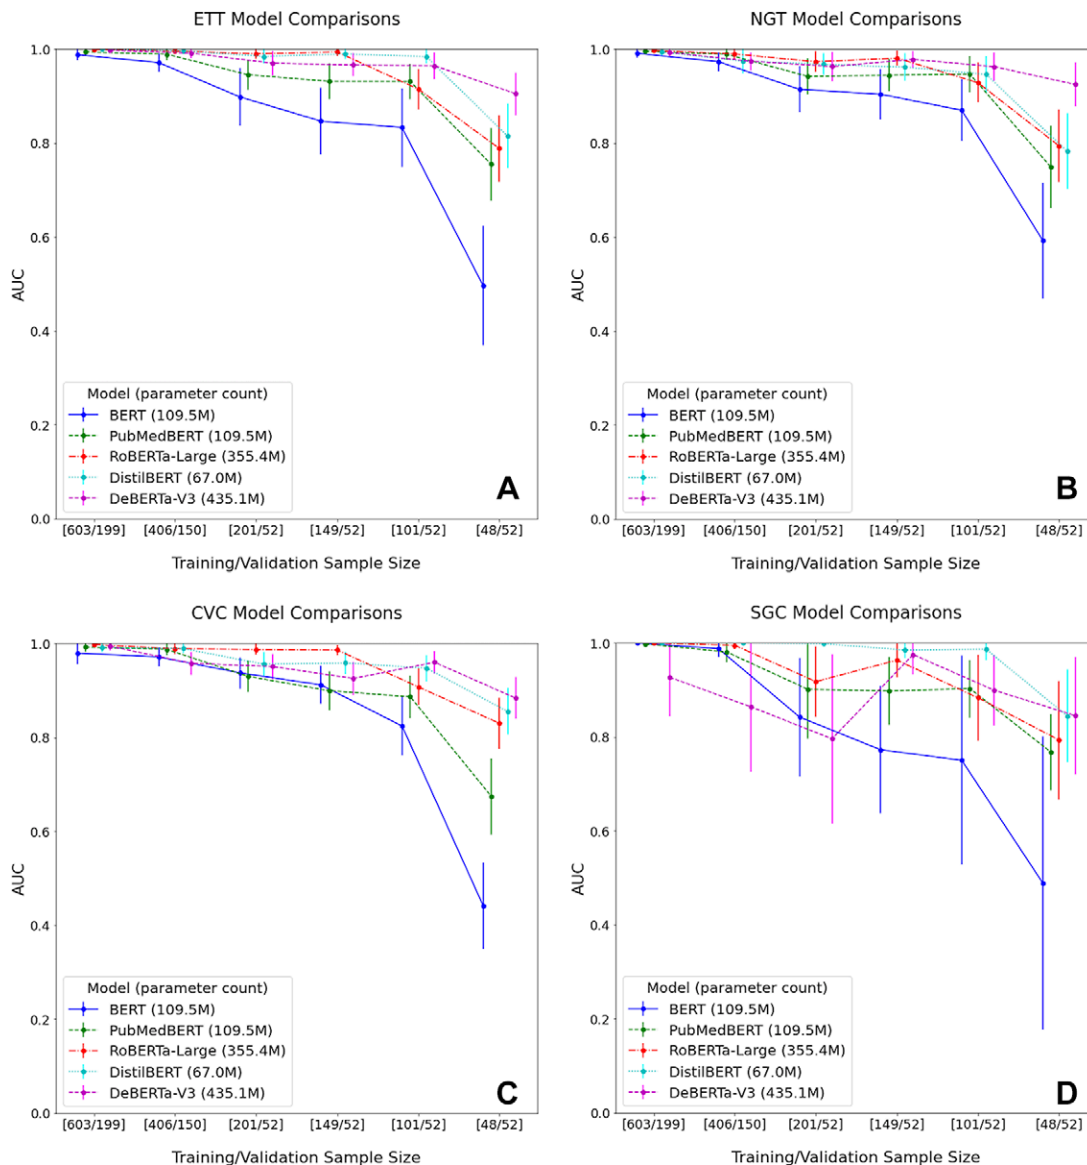 ETT Model Comparisons
1.0
0.8
0.6
0.4
0.2
0.0
AUC
Model (parameter count)
BERT (109.5M)
PubMedBERT (109.5M)
RoBERTa-Large (355.4M)
DistilBERT (67.0M)
DeBERTa-V3 (435.1M)
A
[603/199] [406/150] [201/52] [149/52] [101/52] [48/52]
Training/Validation Sample Size
NGT Model Comparisons
1.0
0.8
0.6
0.4
0.2
0.0
AUC
Model (parameter count)
BERT (109.5M)
PubMedBERT (109.5M)
RoBERTa-Large (355.4M)
DistilBERT (67.0M)
DeBERTa-V3 (435.1M)
B
[603/199] [406/150] [201/52] [149/52] [101/52] [48/52]
Training/Validation Sample Size
CVC Model Comparisons
1.0
0.8
0.6
0.4
0.2
0.0
AUC
Model (parameter count)
BERT (109.5M)
PubMedBERT (109.5M)
RoBERTa-Large (355.4M)
DistilBERT (67.0M)
DeBERTa-V3 (435.1M)
C
[603/199] [406/150] [201/52] [149/52] [101/52] [48/52]
Training/Validation Sample Size
SGC Model Comparisons
1.0
0.8
0.6
0.4
0.2
0.0
AUC
Model (parameter count)
BERT (109.5M)
PubMedBERT (109.5M)
RoBERTa-Large (355.4M)
DistilBERT (67.0M)
DeBERTa-V3 (435.1M)
D
[603/199] [406/150] [201/52] [149/52] [101/52] [48/52]
Training/Validation Sample Size